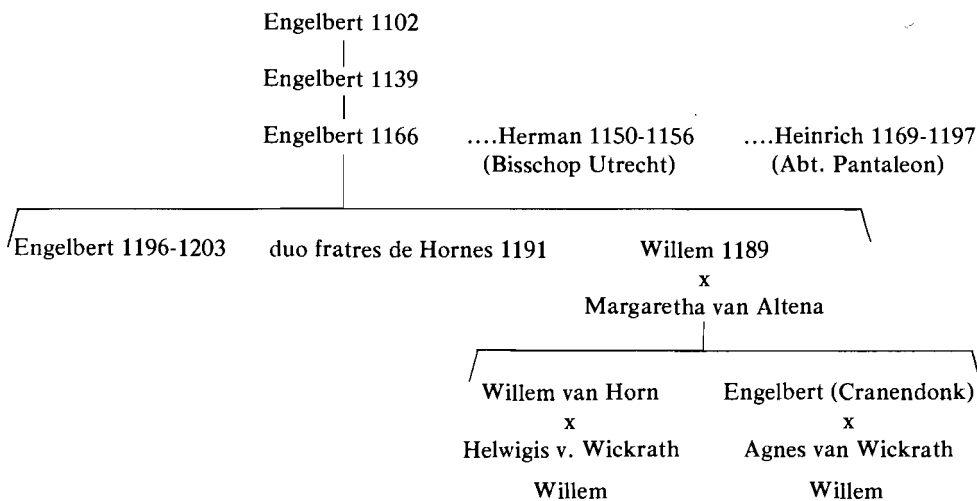 Engelbert 1102
Engelbert 1139
Engelbert 1166 ....Herman 1150-1156 ....Heinrich 1169-1197
(Bisschop Utrecht) (Abt. Pantaleon)
Engelbert 1196-1203 duo fratres de Hornes 1191 Willem 1189
x
Margaretha van Altena
Willem van Horn Engelbert (Cranendonk)
x x
Helwigis v. Wickrath Agnes van Wickrath
Willem Willem